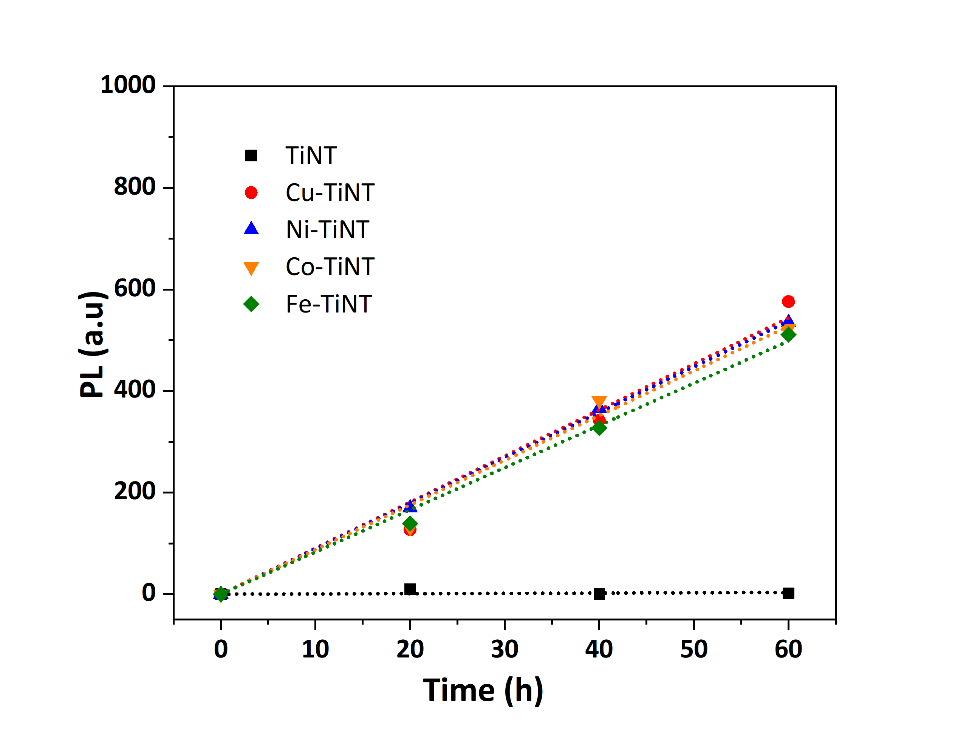 1000
800
600
400
200
0
PL (a.u)
TiNT
Cu-TiNT
Ni-TiNT
Co-TiNT
Fe-TiNT
0 10 20 30 40 50 60
Time (h)